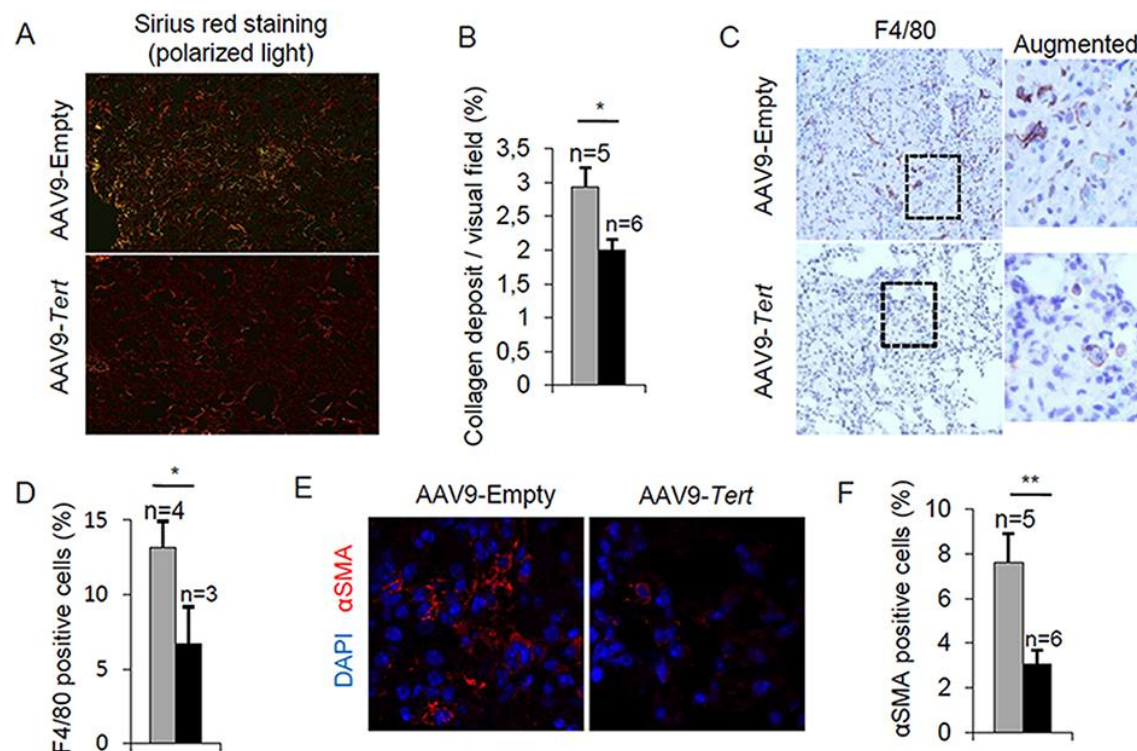 A
Sirius red staining
(polarized light)
AAV9-Empty
AAV9-Tert
B
Collagen deposit / visual field (%)
*
3,5
3
2,5
2
1,5
1
0,5
0
n=5
n=6
C
F4/80
Augmented
AAV9-Empty
AAV9-Tert
D
F4/80 positive cells (%)
*
15
10
5
0
n=4
n=3
E
AAV9-Empty
AAV9-Tert
DAPI αSMA
F
αSMA positive cells (%)
**
10
8
6
4
2
0
n=5
n=6